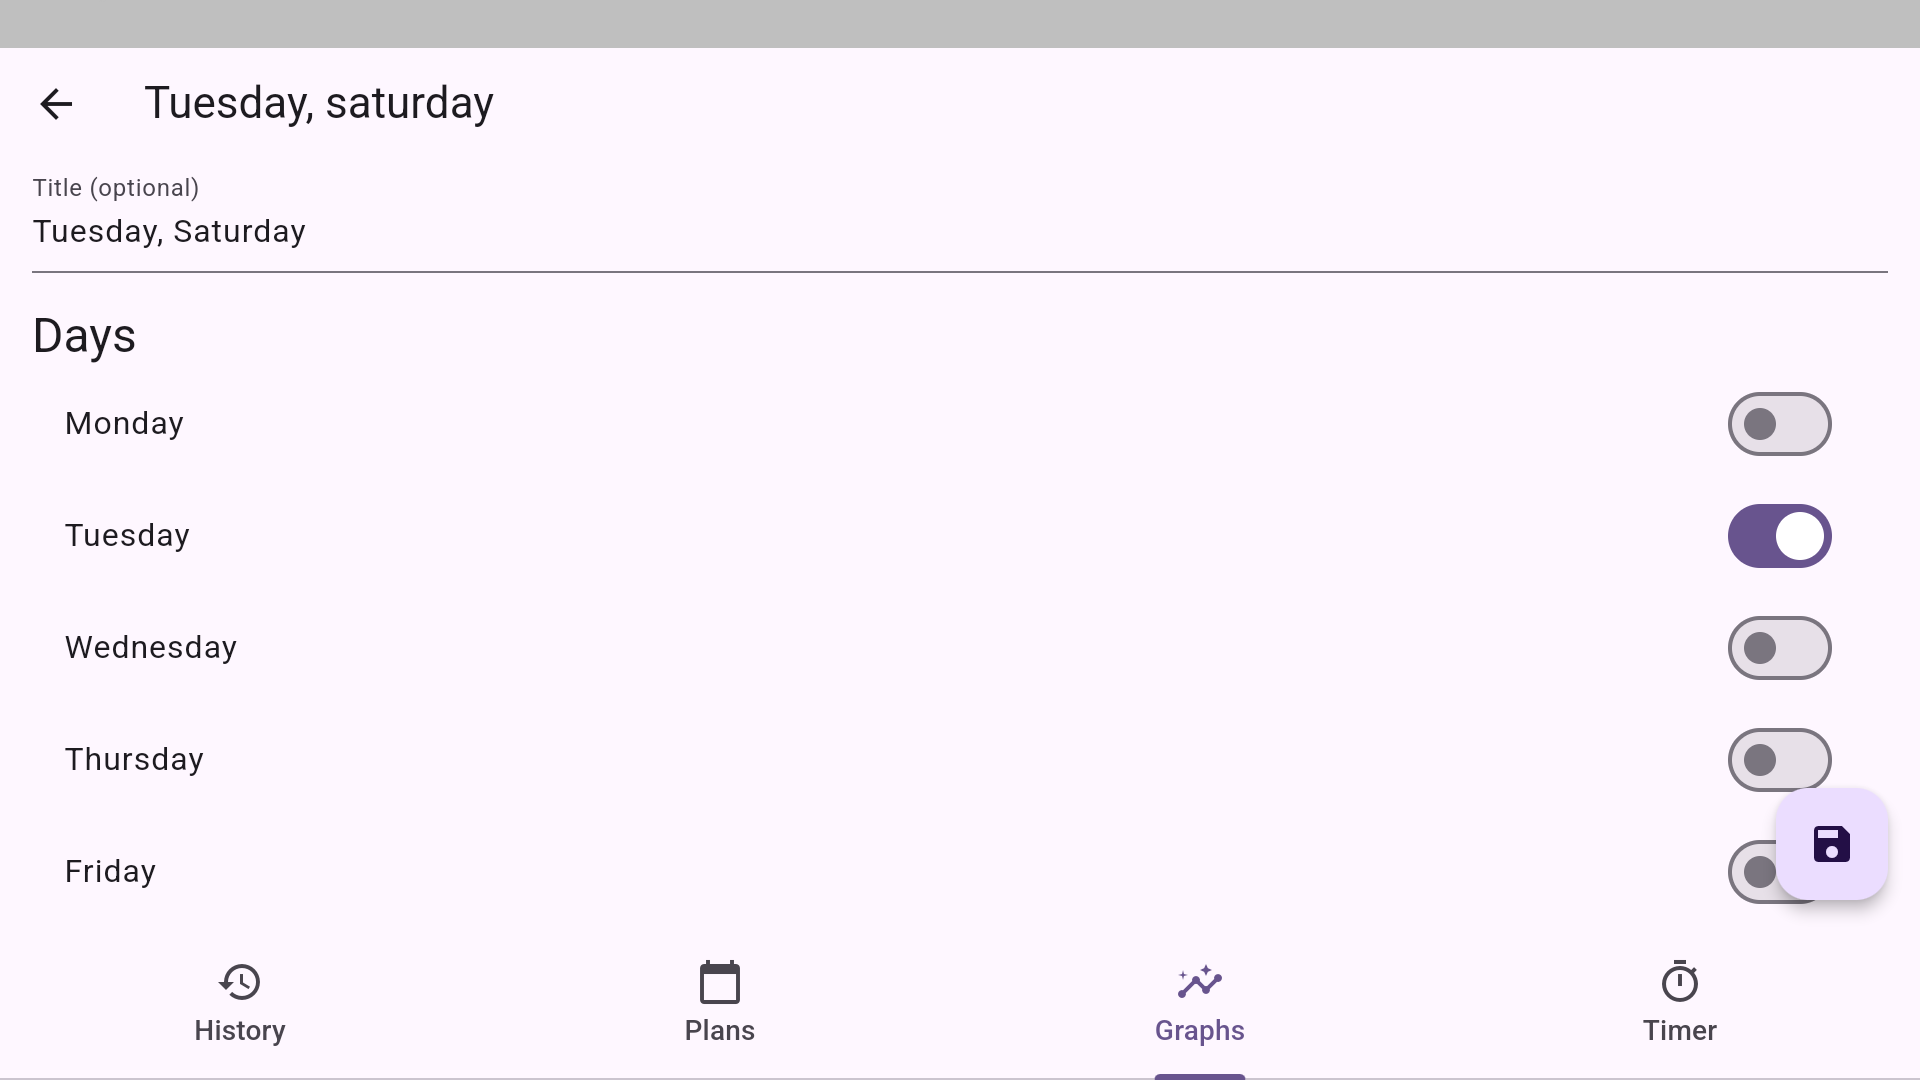 Tuesday, saturday
Title (optional)
Tuesday, Saturday
Days
Monday
Tuesday
Wednesday
Thursday
Friday
History
Plans
Graphs
Timer